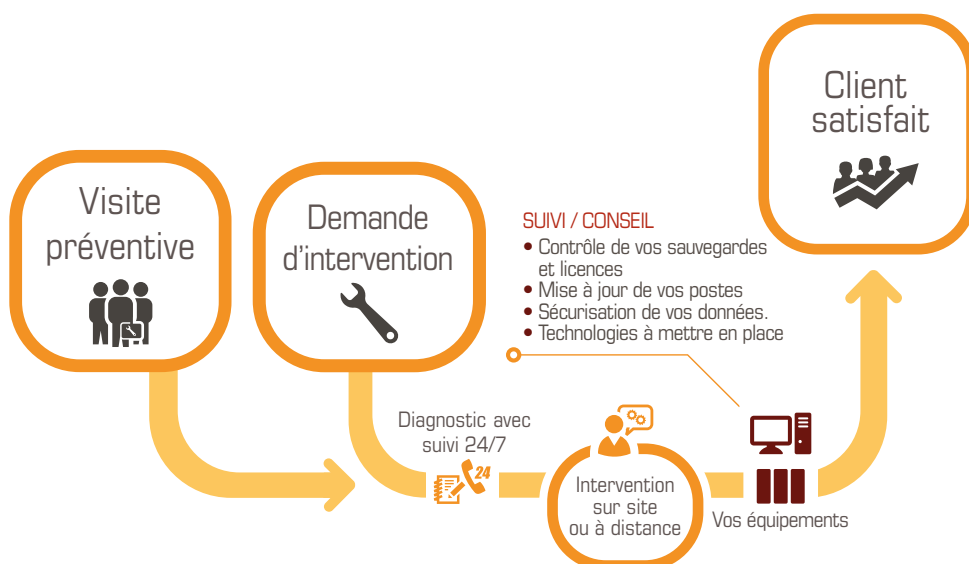 Visite
préventive
Demande
d'intervention
SUIVI / CONSEIL
• Contrôle de vos sauvegardes
et licences
• Mise à jour de vos postes
• Sécurisation de vos données.
• Technologies à mettre en place
Client
satisfait
Diagnostic avec
suivi 24/7
24
Intervention
sur site
ou à distance
Vos équipements